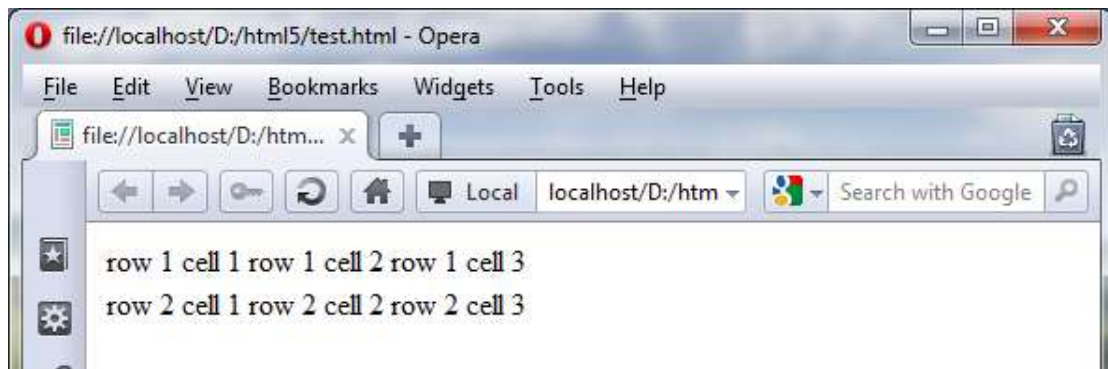 file://localhost/D:/html5/test.html - Opera
File Edit View Bookmarks Widgets Tools Help
file://localhost/D:/htm...
Local localhost/D:/htm Search with Google
row 1 cell 1 row 1 cell 2 row 1 cell 3
row 2 cell 1 row 2 cell 2 row 2 cell 3